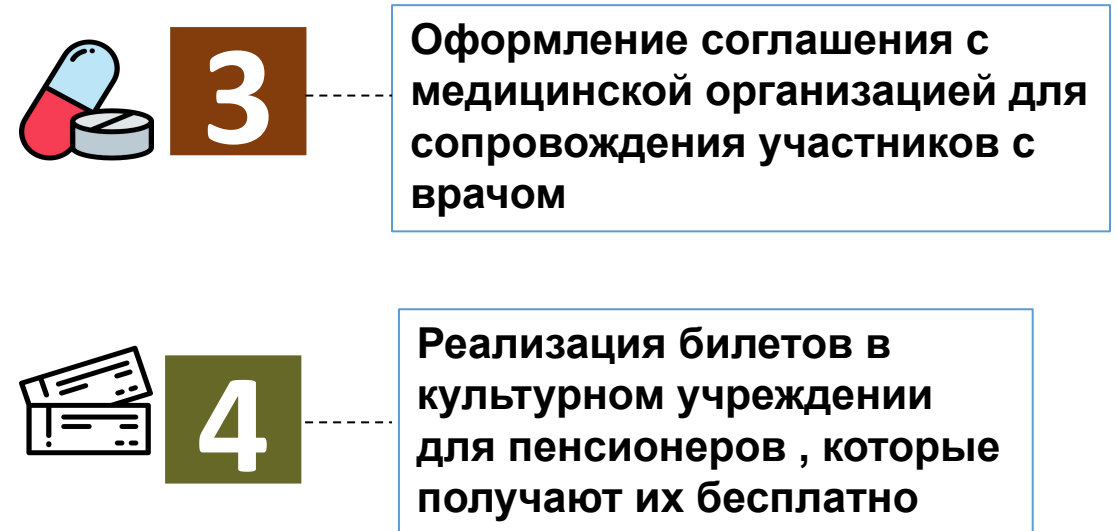 3
Оформление соглашения с
медицинской организацией для
сопровождения участников с
врачом
4
Реализация билетов в
культурном учреждении
для пенсионеров , которые
получают их бесплатно